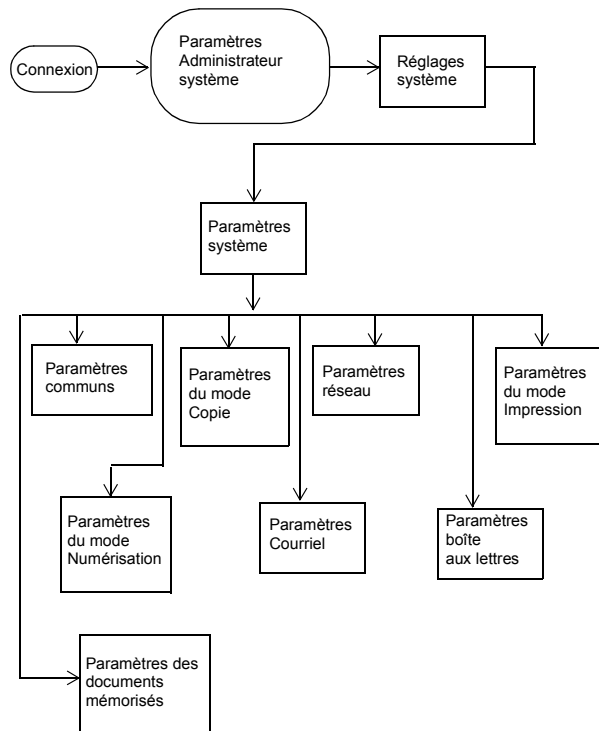 Connexion
Paramètres
Administrateur
système
Réglages
système
Paramètres
système
Paramètres
communs
Paramètres
du mode
Copie
Paramètres
réseau
Paramètres
du mode
Impression
Paramètres
du mode
Numérisation
Paramètres
Courriel
Paramètres
boîte
aux lettres
Paramètres des
documents
mémorisés